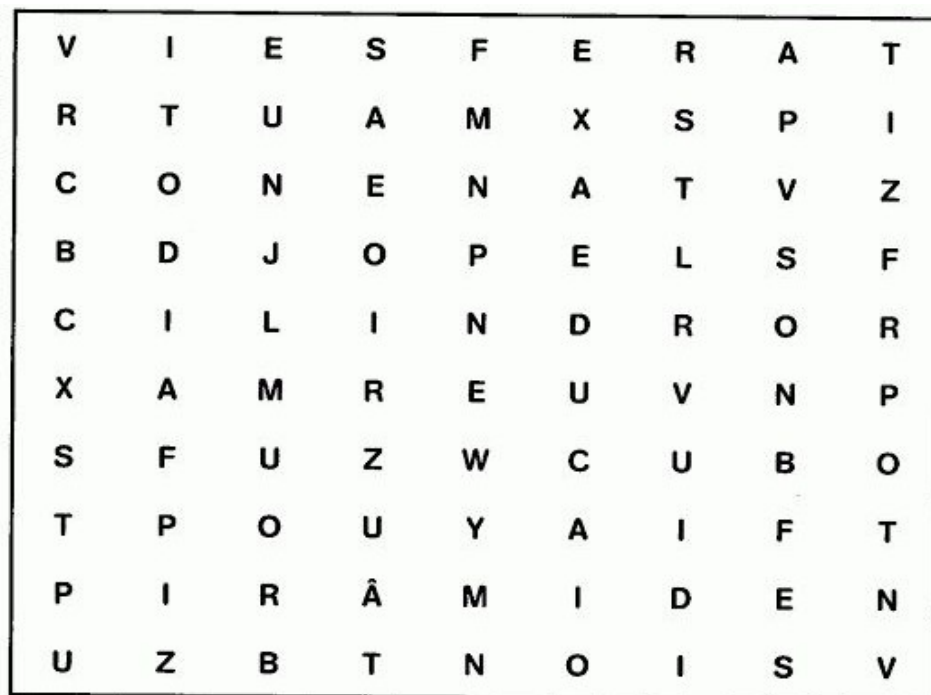 V I E S F E R A T
R T U A M X S P I
C O N E N A T V Z
B D J O P E L S F
C I L I N D R O R
X A M R E U V N P
S F U Z W C U B O
T P O U Y A I F T
P I R Â M I D E N
U Z B T N O I S V